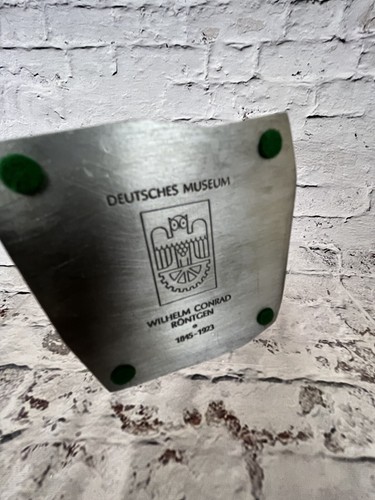 DEUTSCHES MUSEUM
WILHELM CONRAD
RÖNTGEN
*
1845-1923